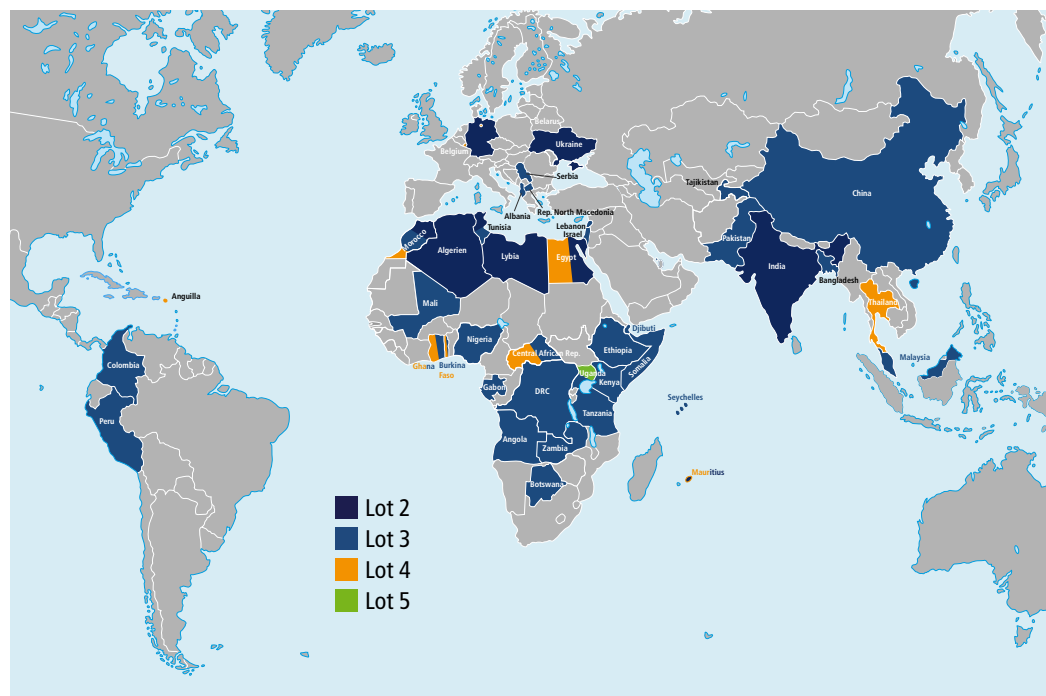 Belarus
Belgium
Ukraine
Serbia
Tajikistan
China
Albania
Rep. North Macedonia
Tunisia
Lebanon
Israel
Morocco
Algerien
Lybia
Egypt
Pakistan
India
Bangladesh
Anguilla
Mali
Thailand
Djibuti
Nigeria
Ethiopia
Central African Rep.
Malaysia
Colombia
Ghana
Burkina
Faso
Uganda
Somalia
Gabon
DRC
Kenya
Seychelles
Peru
Tanzania
Angola
Zambia
Mauritius
Botswana
Lot 2
Lot 3
Lot 4
Lot 5